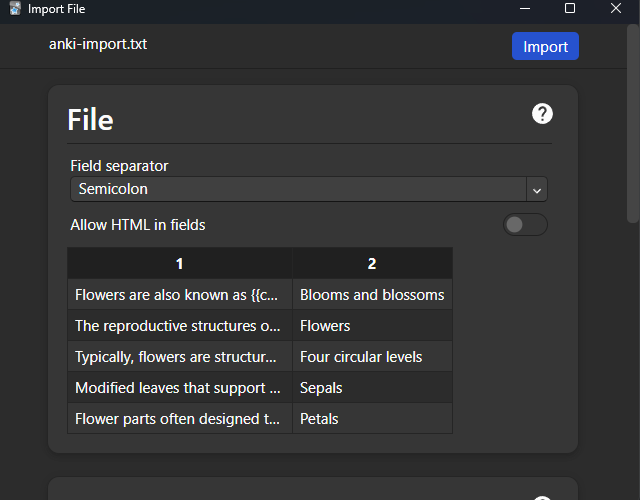 Import File
anki-import.txt
Import
File
?
Field separator
Semicolon
Allow HTML in fields
1 2
Flowers are also known as {{c... Blooms and blossoms
The reproductive structures o... Flowers
Typically, flowers are structur... Four circular levels
Modified leaves that support ... Sepals
Flower parts often designed t... Petals